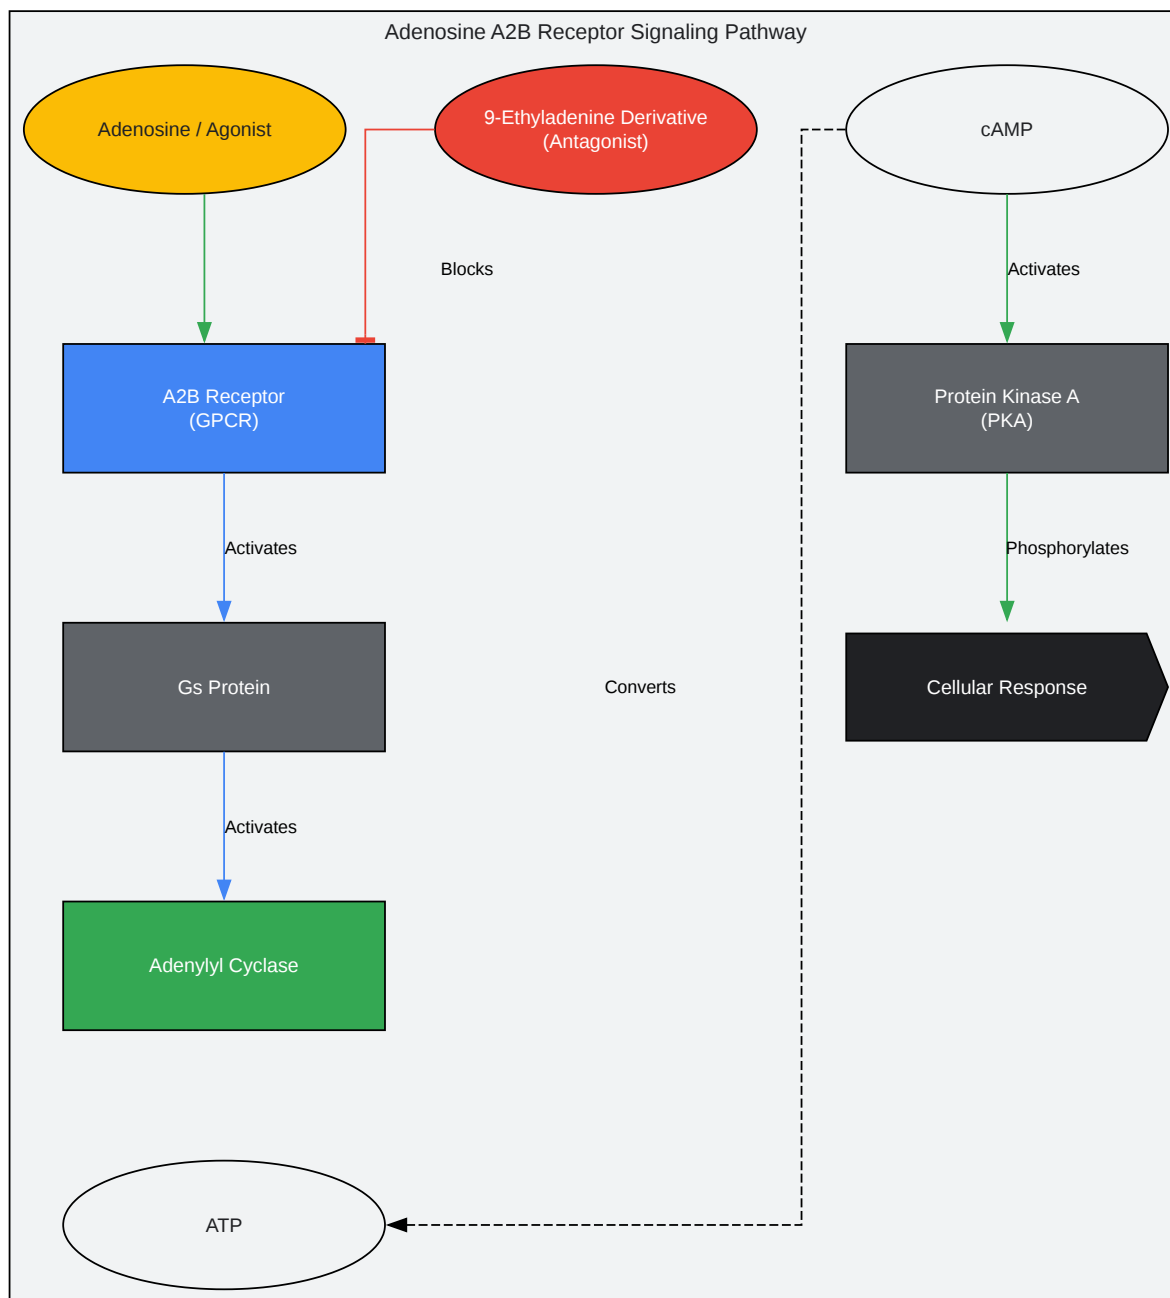 Adenosine A2B Receptor Signaling Pathway
Adenosine / Agonist
9-Ethyladenine Derivative
(Antagonist)
cAMP
Blocks
Activates
A2B Receptor
(GPCR)
Protein Kinase A
(PKA)
Activates
Phosphorylates
Gs Protein
Converts
Cellular Response
Activates
Adenylyl Cyclase
ATP